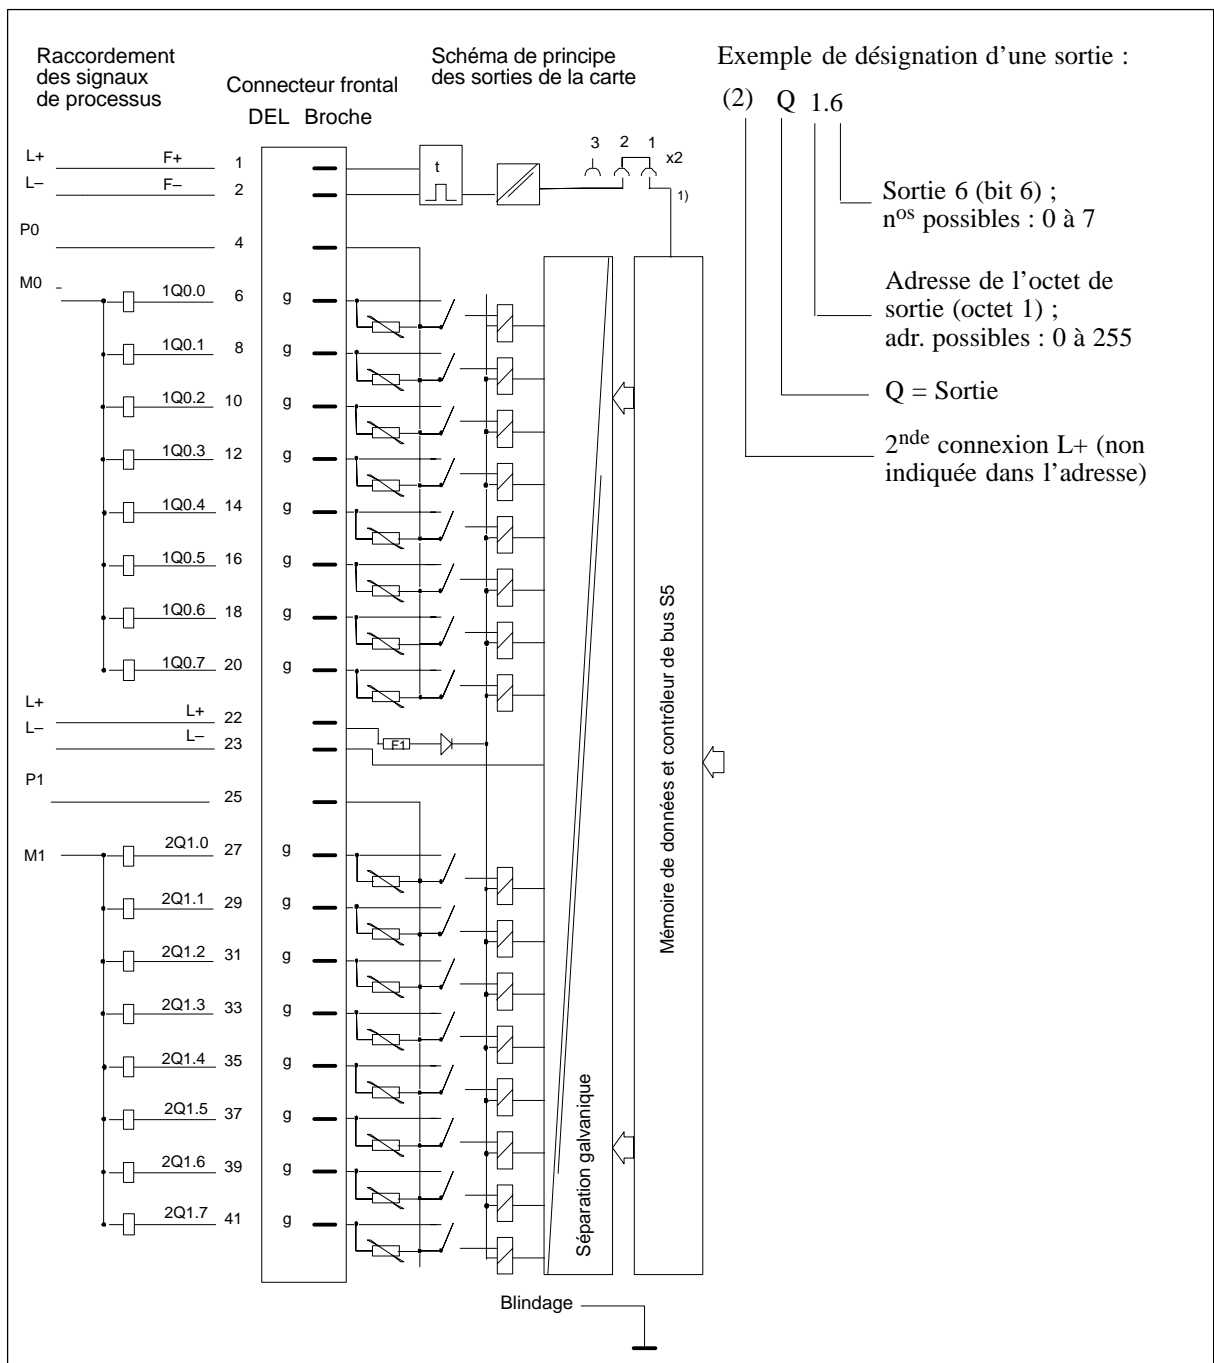 Raccordement
des signaux
de processus
Connecteur frontal
DEL Broche
Schéma de principe
des sorties de la carte
Exemple de désignation d’une sortie :
(2) Q 1.6
Sortie 6 (bit 6) ;
nos possibles : 0 à 7
Adresse de l’octet de
sortie (octet 1) ;
adr. possibles : 0 à 255
Q = Sortie
2nde connexion L+ (non
indiquée dans l’adresse)
3 2 1 x2
1)
t
L+ F+ 1
L– F– 2
P0 4
M0 1Q0.0 6 g
1Q0.1 8 g
1Q0.2 10 g
1Q0.3 12 g
1Q0.4 14 g
1Q0.5 16 g
1Q0.6 18 g
1Q0.7 20 g
L+ L+ 22
L– L– 23
F1
P1 25
M1 2Q1.0 27 g
2Q1.1 29 g
2Q1.2 31 g
2Q1.3 33 g
2Q1.4 35 g
2Q1.5 37 g
2Q1.6 39 g
2Q1.7 41 g
Séparation galvanique
Mémoire de données et contrôleur de bus S5
Blindage